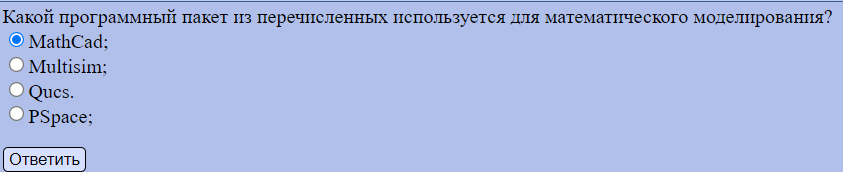 Какой программный пакет из перечисленных используется для математического моделирования?
MathCad;
Multisim;
Qucs.
PSpace;
Ответить